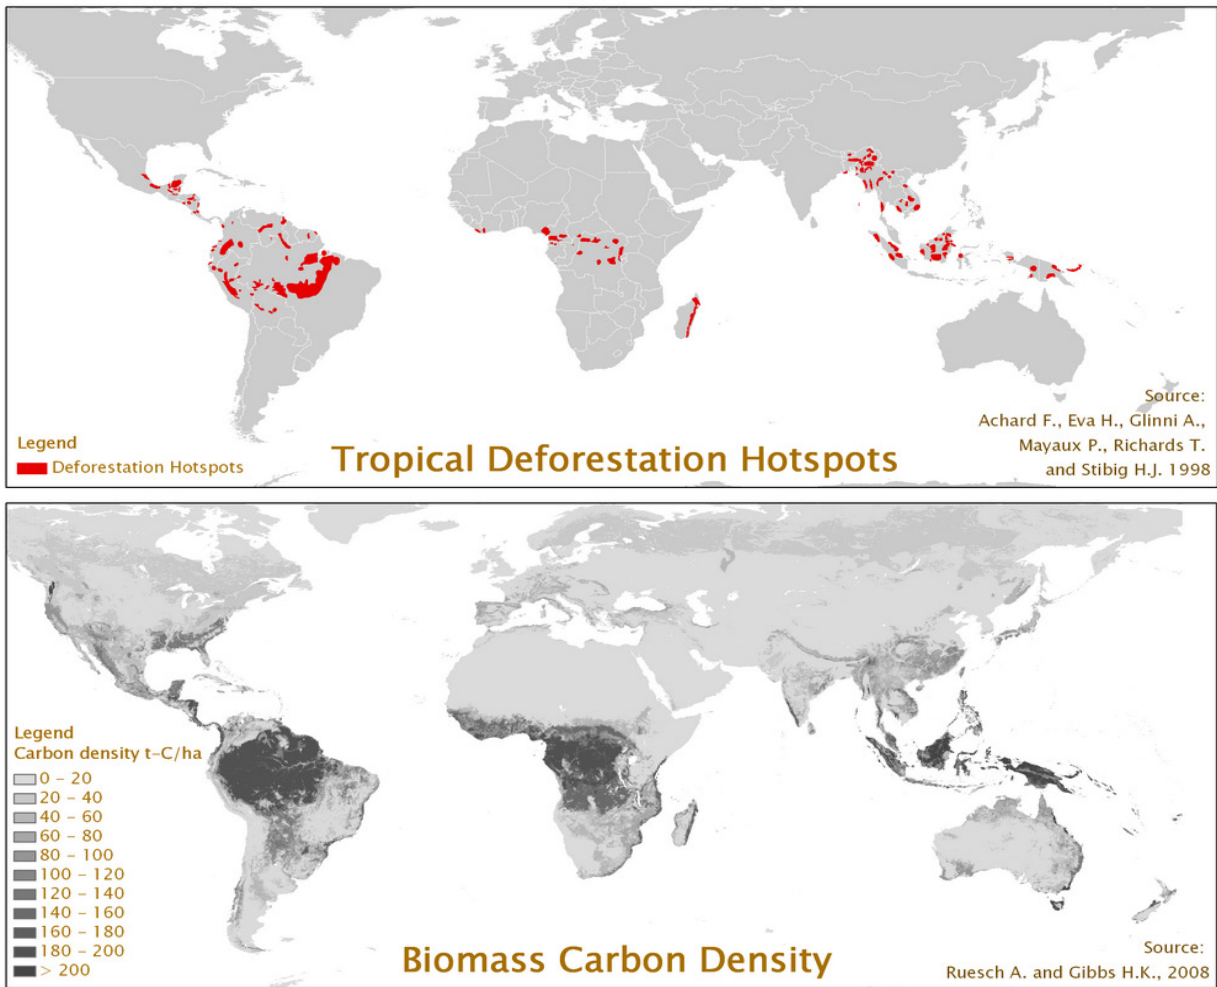 Source:
Achard F., Eva H., Glinni A.,
Mayaux P., Richards T.
and Stibig H.J. 1998
Legend
Deforestation Hotspots
Tropical Deforestation Hotspots
Legend
Carbon density t-C/ha
0 - 20
20 - 40
40 - 60
60 - 80
80 - 100
100 - 120
120 - 140
140 - 160
160 - 180
180 - 200
> 200
Biomass Carbon Density
Source:
Ruesch A. and Gibbs H.K., 2008